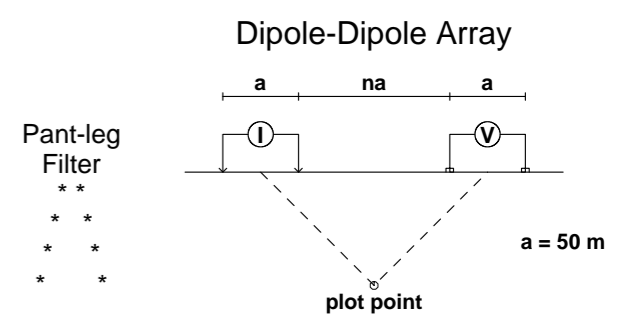 Dipole-Dipole Array
a na a
Pant-leg
Filter
* *
* *
* *
* *
I V
a = 50 m
plot point